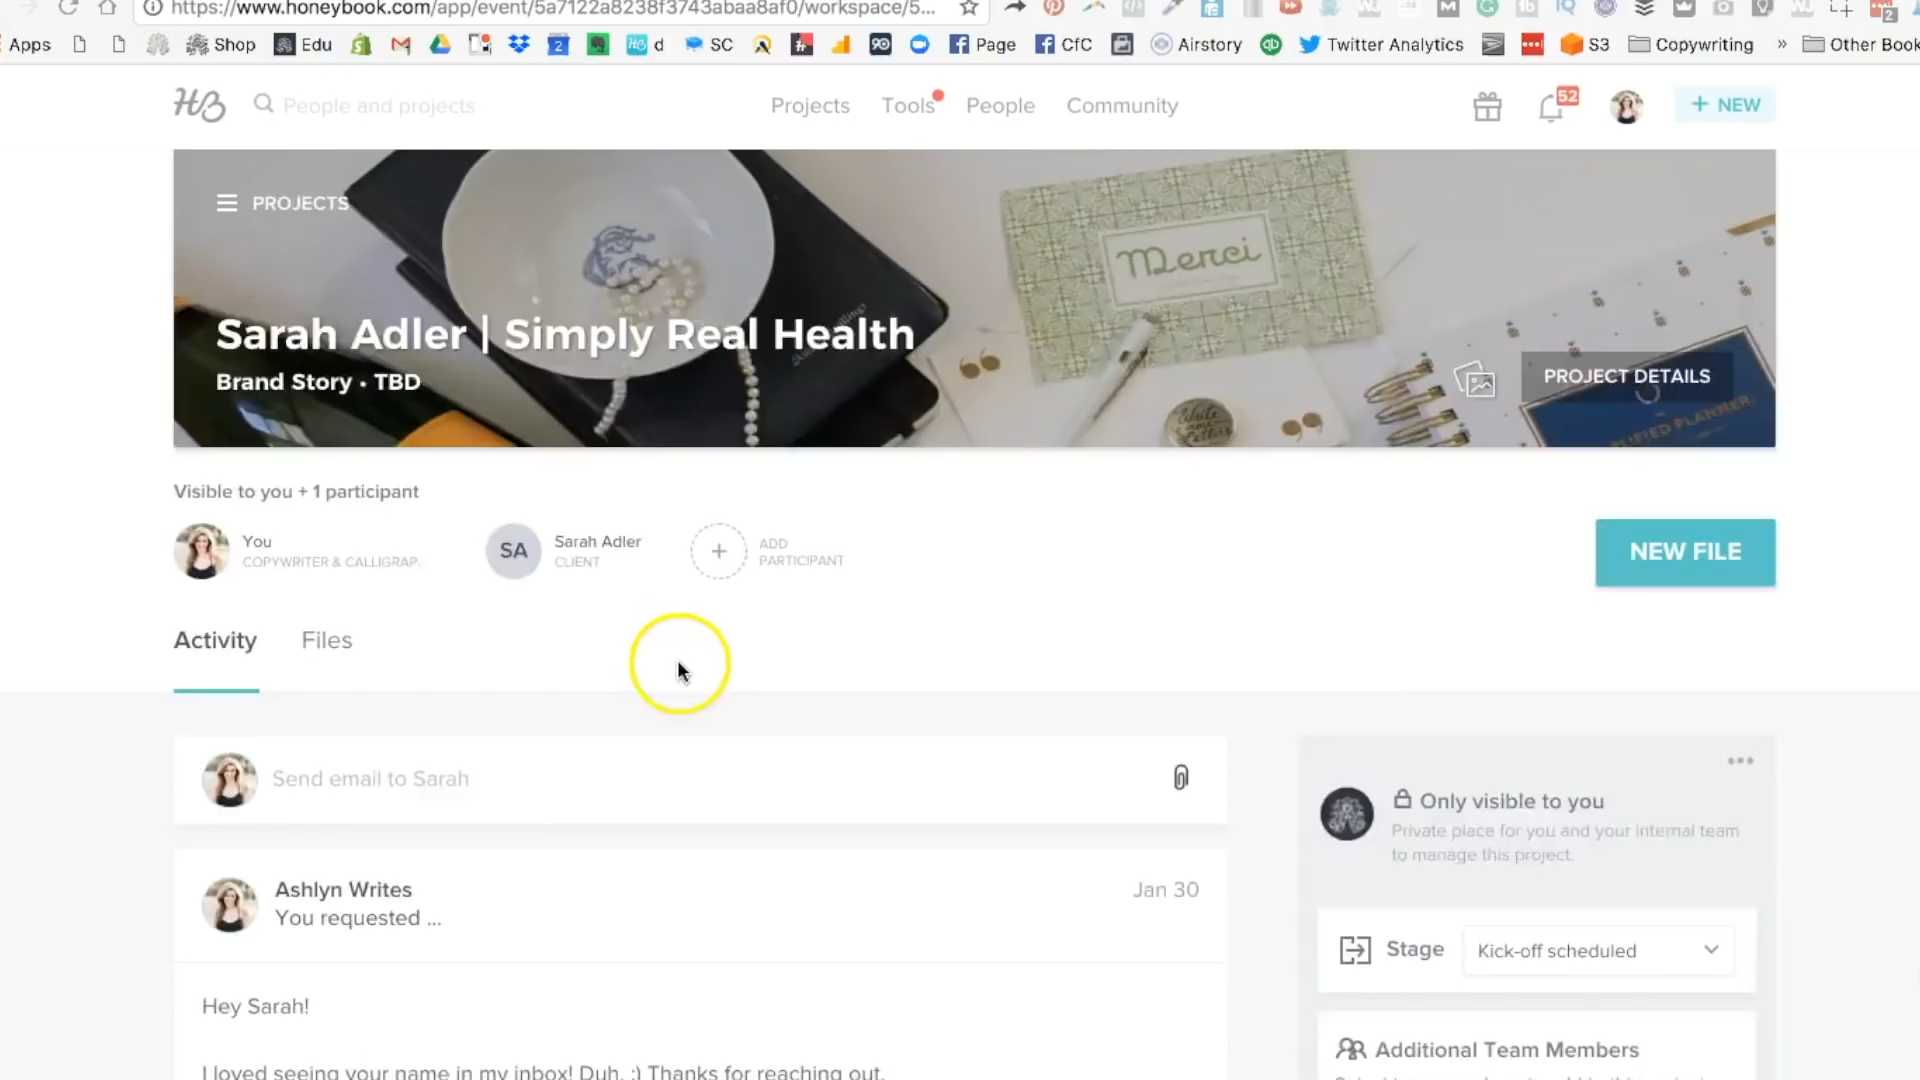 https://www.honeybook.com/app/event/5a7122a8238f3743abaa8af0/workspace/5...
Apps Shop Edu 2 d SC 90 Page CfC Airstory Twitter Analytics S3 Copywriting » Other Book
HB People and projects Projects Tools People Community 52 + NEW
PROJECTS
Merci
Sarah Adler | Simply Real Health
Brand Story • TBD
PROJECT DETAILS
Visible to you + 1 participant
You
COPYWRITER & CALLIGRAP.
SA
Sarah Adler
CLIENT
ADD
PARTICIPANT
NEW FILE
Activity Files
Send email to Sarah
Ashlyn Writes
You requested ...
Jan 30
Hey Sarah!
I loved seeing your name in my inbox! Duh. :) Thanks for reaching out.
Only visible to you
Private place for you and your internal team
to manage this project.
Stage Kick-off scheduled
Additional Team Members